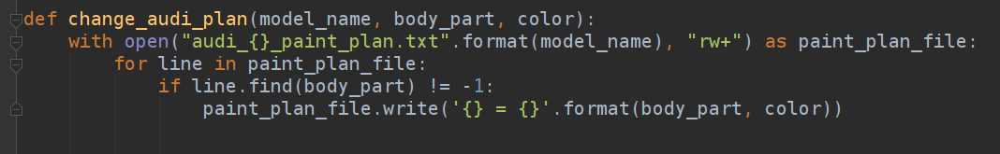 def change_audi_plan(model_name, body_part, color):
    with open("audi_{}_paint_plan.txt".format(model_name), "rw+") as paint_plan_file:
        for line in paint_plan_file:
            if line.find(body_part) != -1:
                paint_plan_file.write('{} = {}'.format(body_part, color))